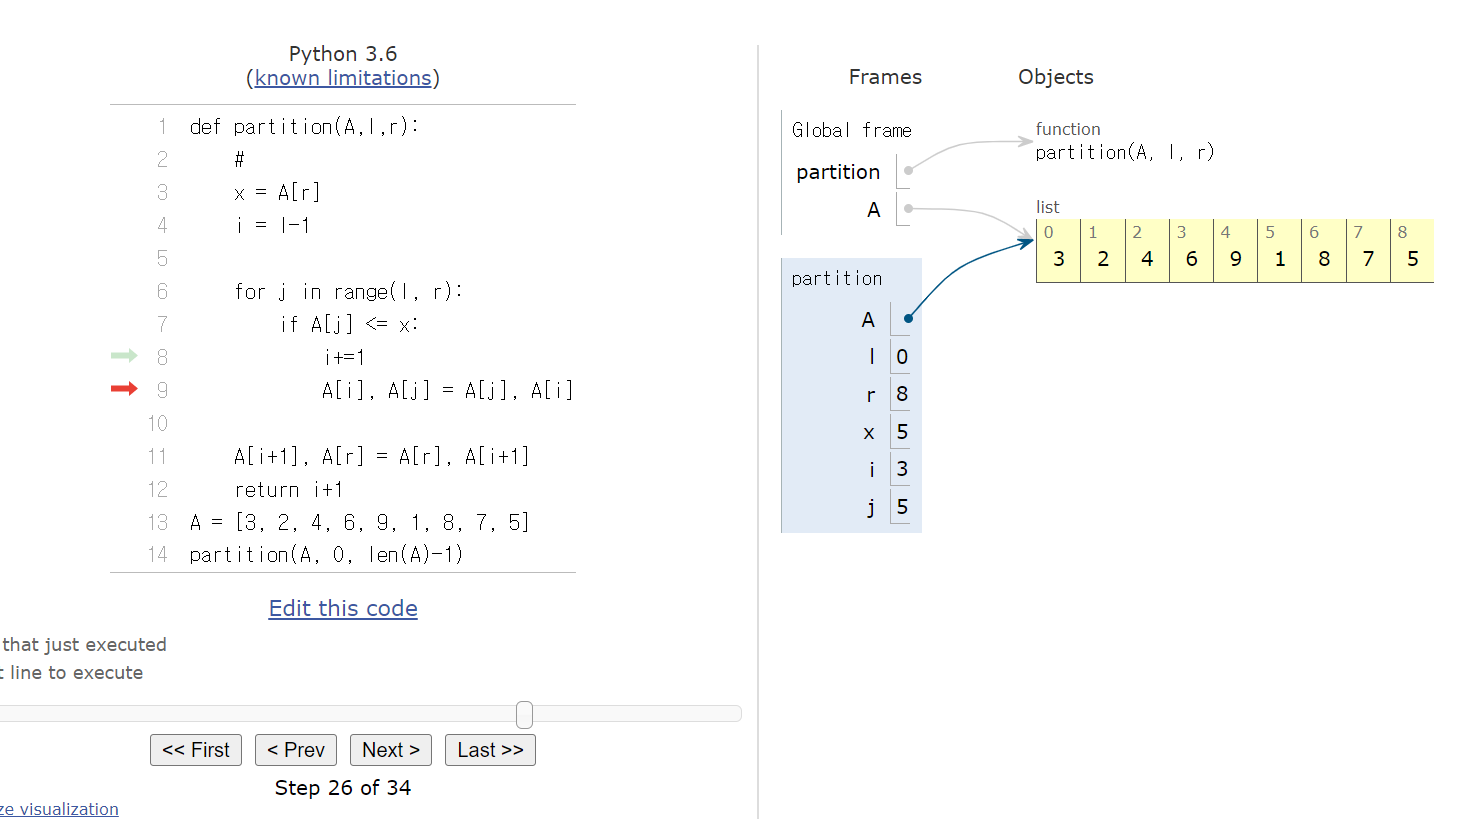 Python 3.6
(known limitations)
1 def partition(A,l,r):
2 #
3 x = A[r]
4 i = l-1
5
6 for j in range(l, r):
7 if A[j] <= x:
8 i+=1
9 A[i], A[j] = A[j], A[i]
10
11 A[i+1], A[r] = A[r], A[i+1]
12 return i+1
13 A = [3, 2, 4, 6, 9, 1, 8, 7, 5]
14 partition(A, 0, len(A)-1)
Edit this code
that just executed
line to execute
<< First < Prev Next > Last >>
Step 26 of 34
ze visualization
Frames Objects
Global frame
partition
A
function
partition(A, l, r)
list
0 1 2 3 4 5 6 7 8
3 2 4 6 9 1 8 7 5
partition
A
l 0
r 8
x 5
i 3
j 5